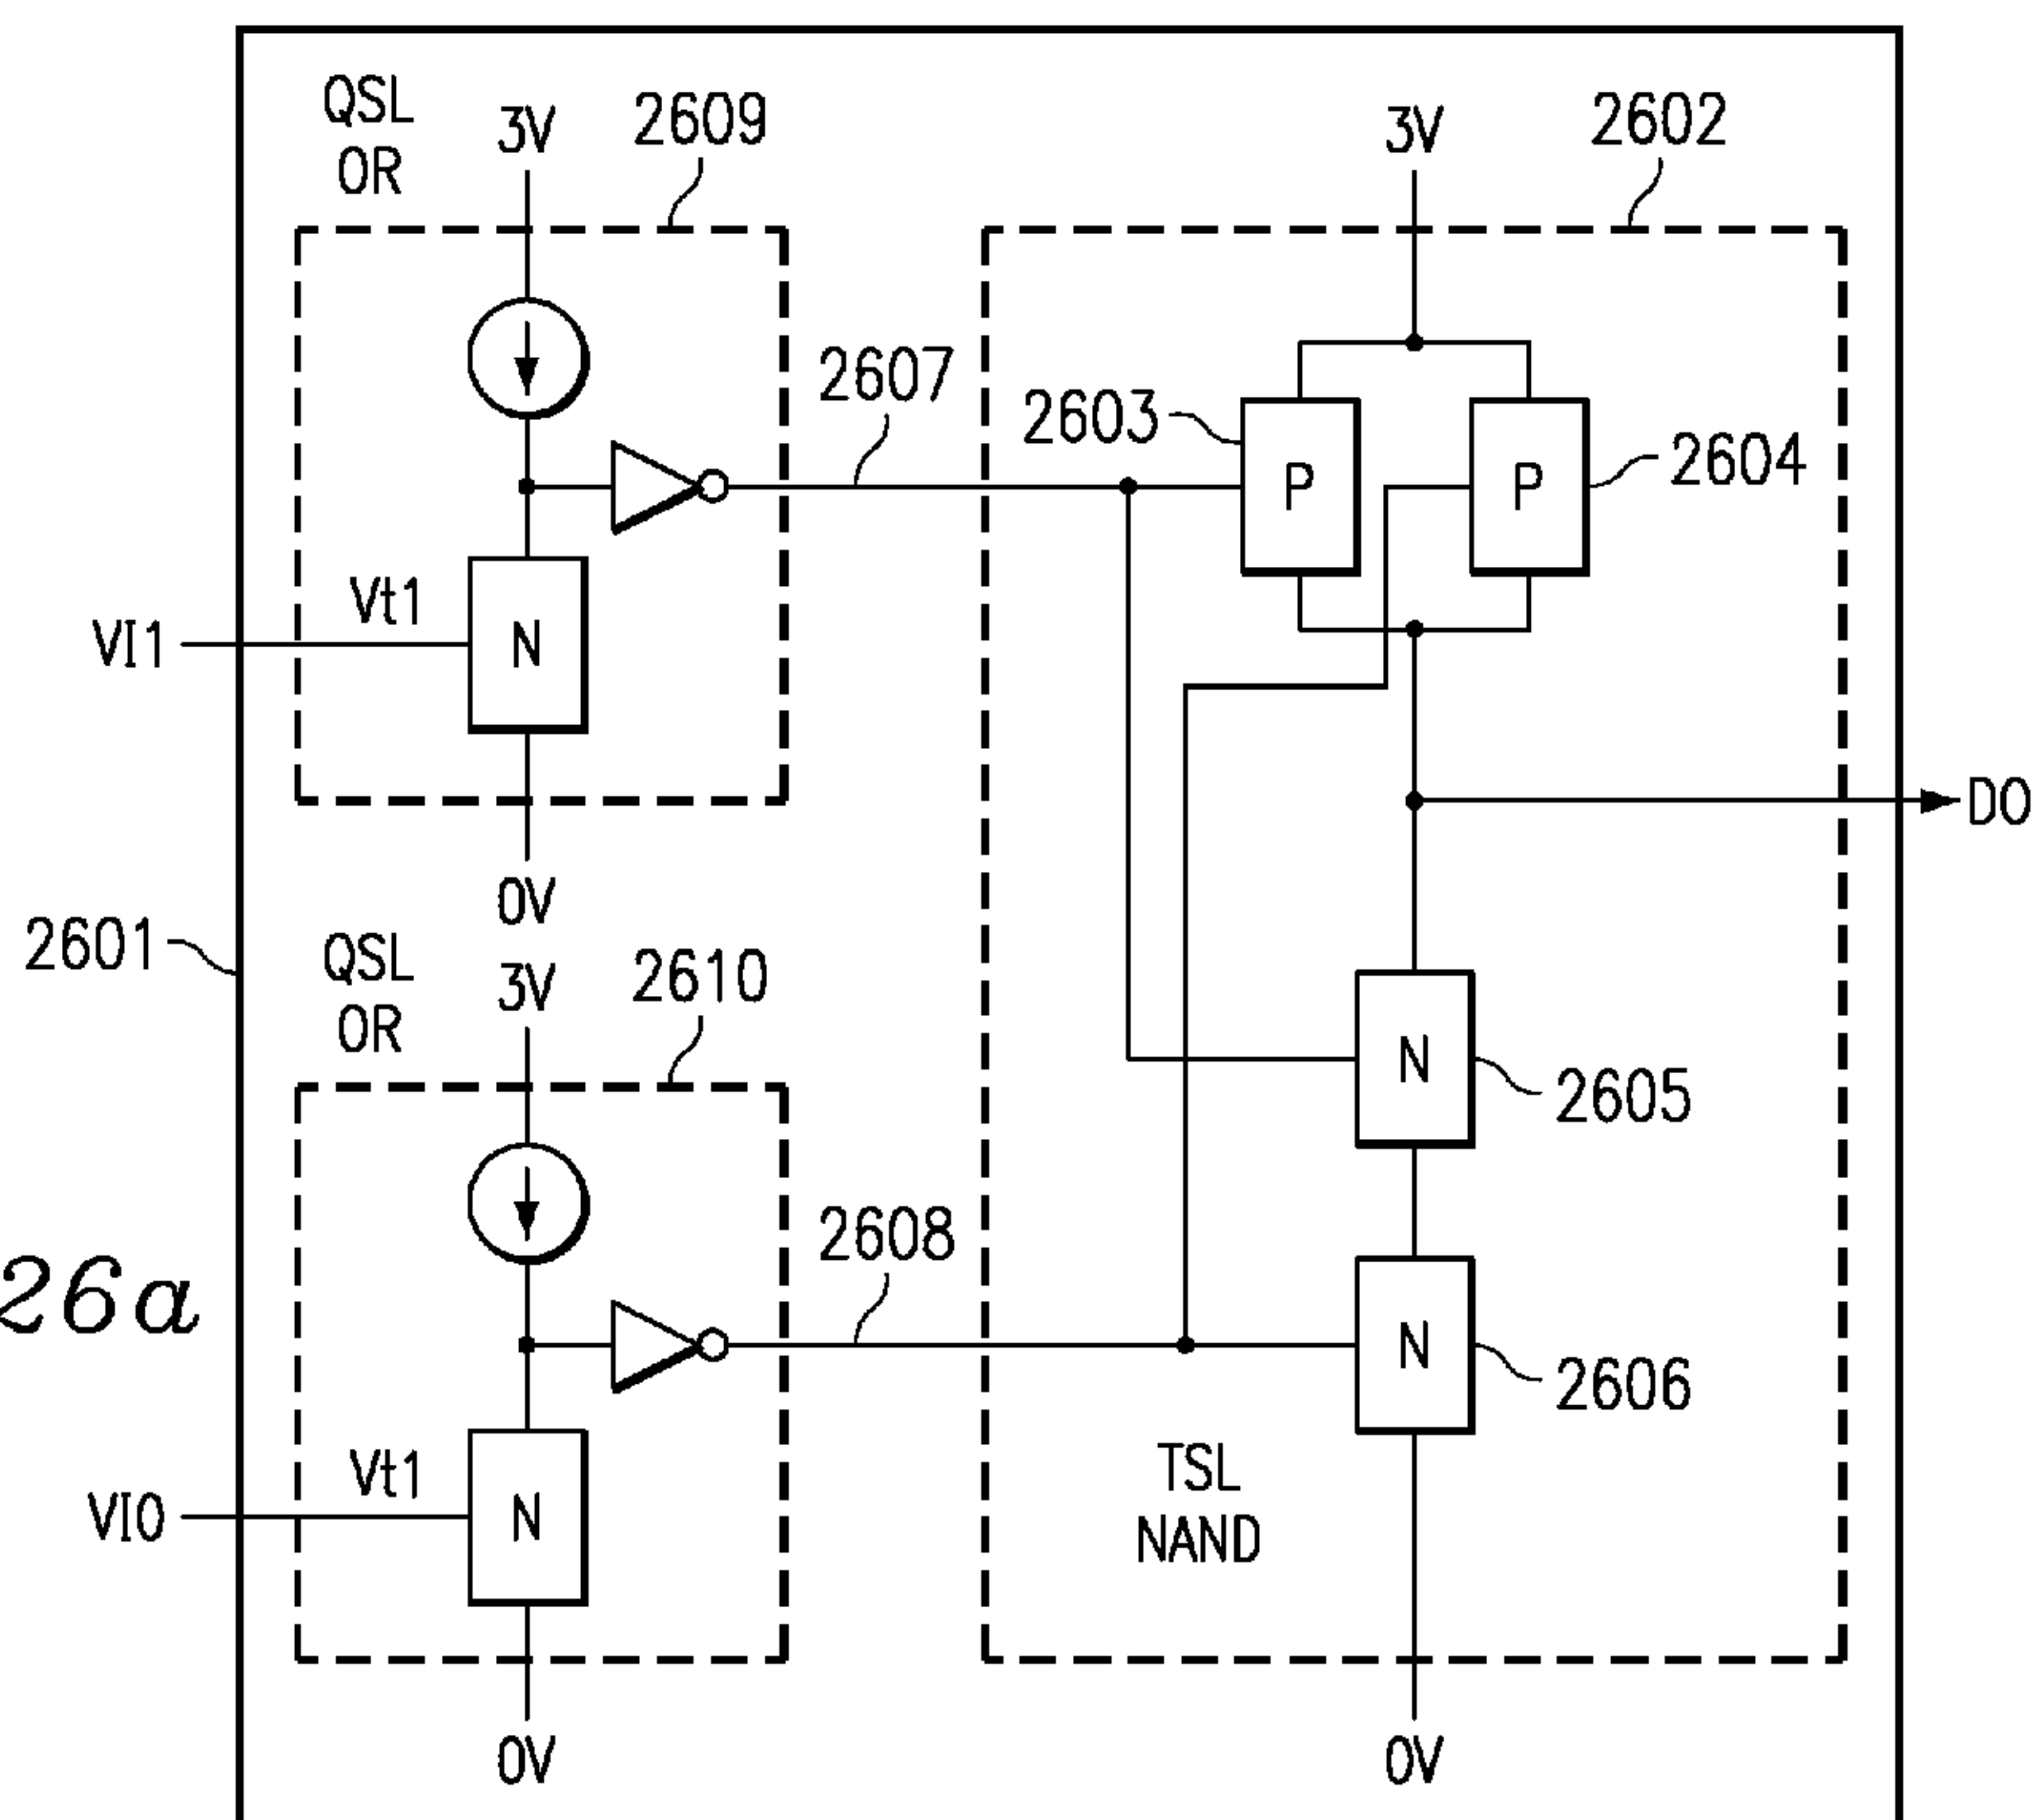 QSL
OR
3V
2609
3V
2602
2607
2603
2604
P
P
Vt1
VI1
N
DO
0V
2601
QSL
OR
3V
2610
N
2605
2608
26a
N
2606
Vt1
VI0
N
TSL
NAND
0V
0V